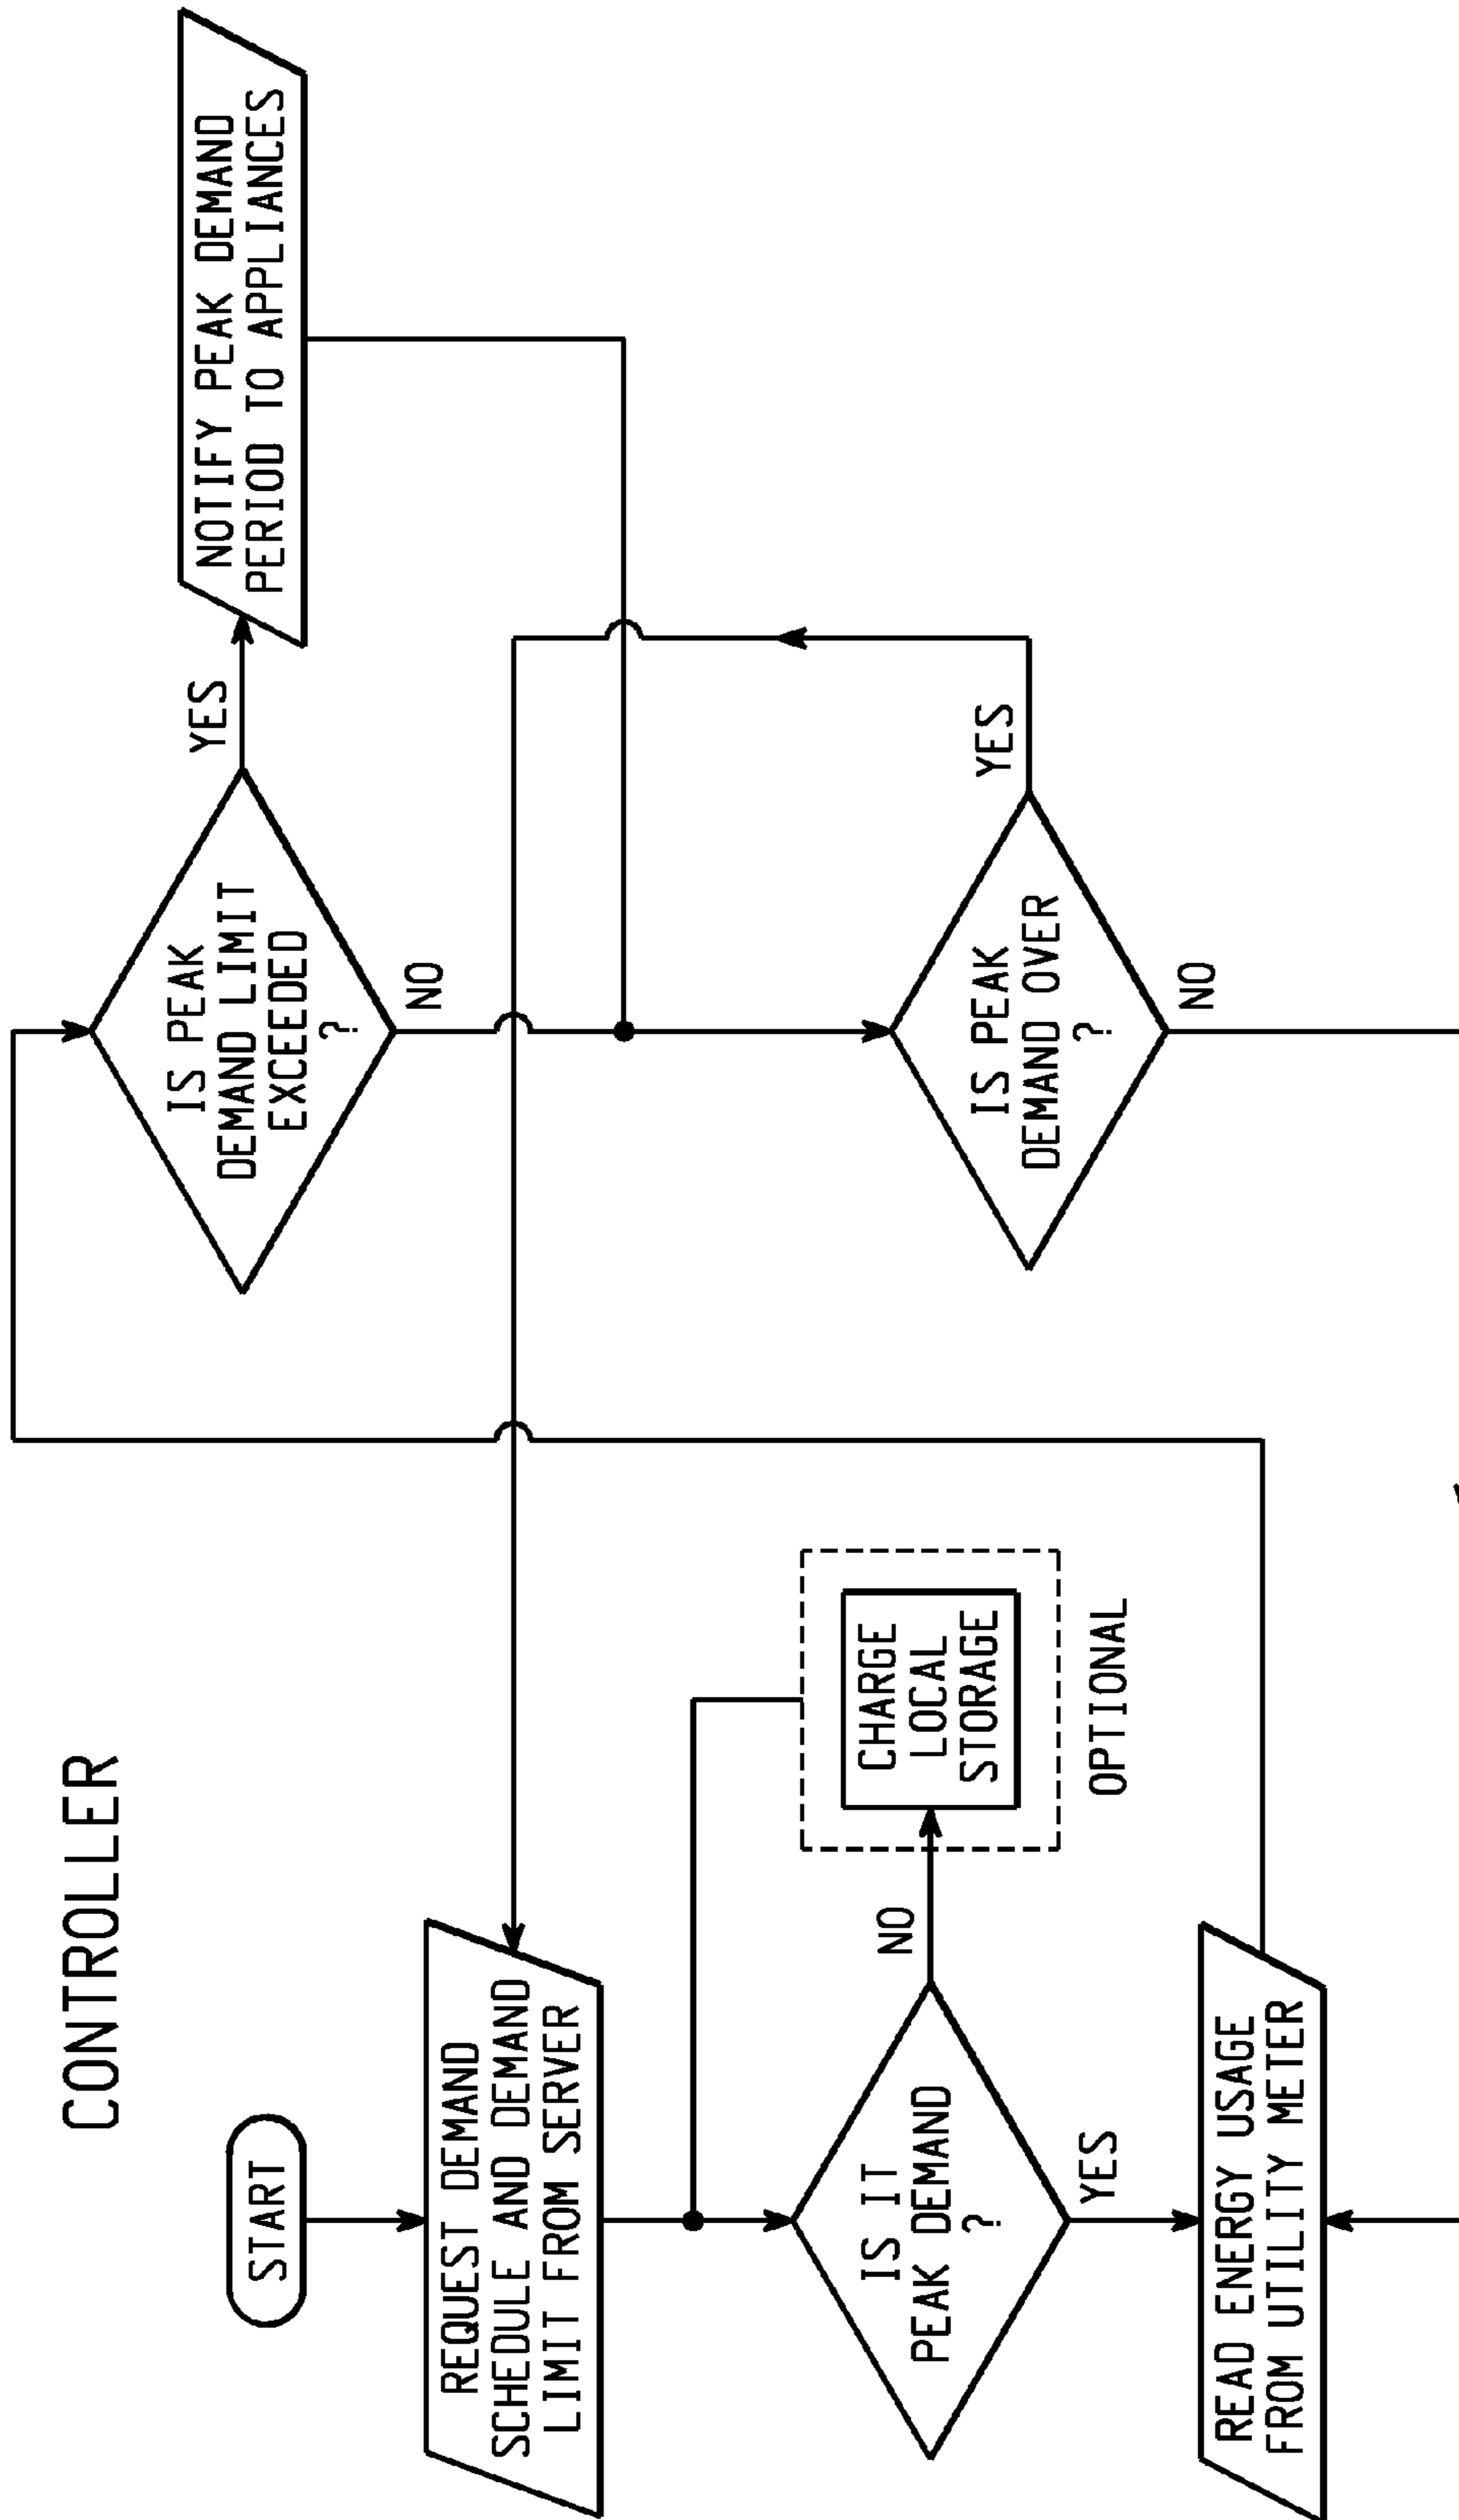 CONTROLLER
START
REQUEST DEMAND
SCHEDULE AND DEMAND
LIMIT FROM SERVER
IS IT
PEAK DEMAND
?
NO
CHARGE
LOCAL
STORAGE
OPTIONAL
YES
READ ENERGY USAGE
FROM UTILITY METER
IS PEAK
DEMAND LIMIT
EXCEEDED
?
YES
NOTIFY PEAK DEMAND
PERIOD TO APPLIANCES
NO
IS PEAK
DEMAND OVER
?
YES
NO